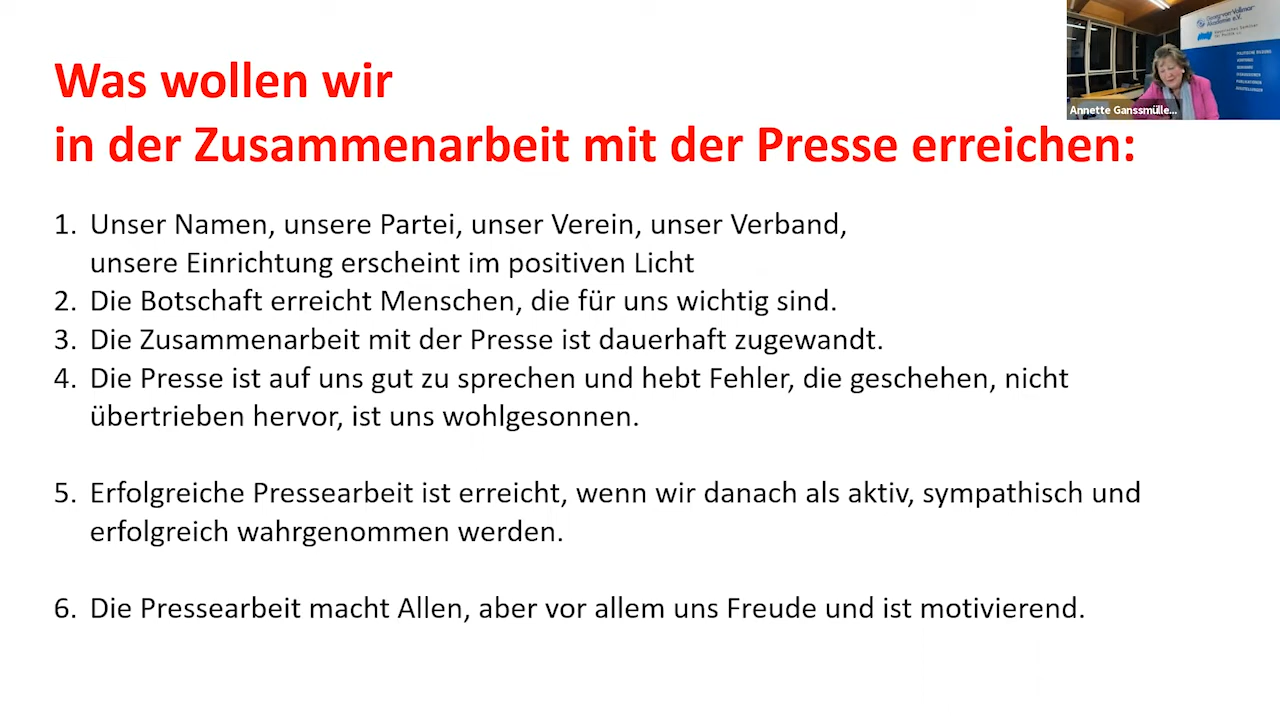 Was wollen wir
in der Zusammenarbeit mit der Presse erreichen:
1. Unser Namen, unsere Partei, unser Verein, unser Verband,
unsere Einrichtung erscheint im positiven Licht
2. Die Botschaft erreicht Menschen, die für uns wichtig sind.
3. Die Zusammenarbeit mit der Presse ist dauerhaft zugewandt.
4. Die Presse ist auf uns gut zu sprechen und hebt Fehler, die geschehen, nicht
übertrieben hervor, ist uns wohlgesonnen.
5. Erfolgreiche Pressearbeit ist erreicht, wenn wir danach als aktiv, sympathisch und
erfolgreich wahrgenommen werden.
6. Die Pressearbeit macht Allen, aber vor allem uns Freude und ist motivierend.
Vollmar
Akademie e.V.
Annette Ganssmülle...